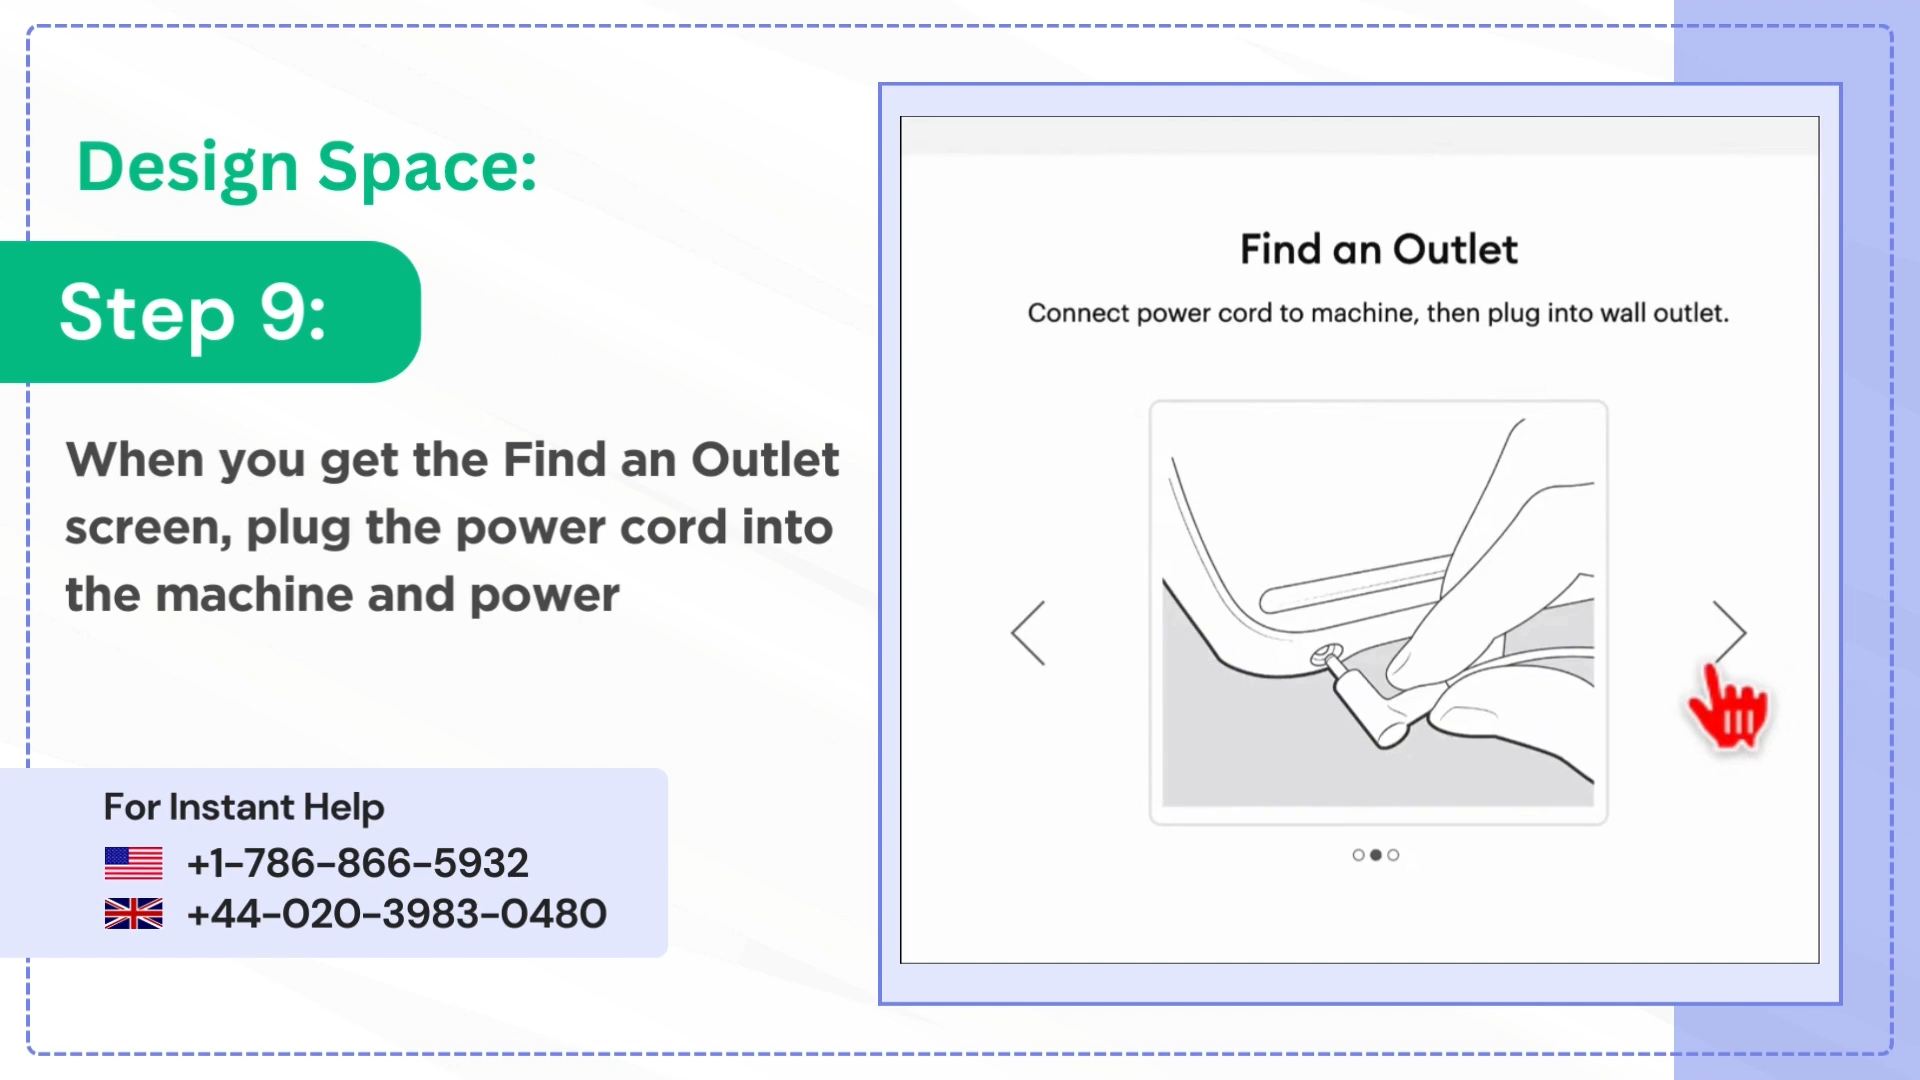 Design Space:
Step 9:
When you get the Find an Outlet
screen, plug the power cord into
the machine and power
For Instant Help
+1-786-866-5932
+44-020-3983-0480
Find an Outlet
Connect power cord to machine, then plug into wall outlet.